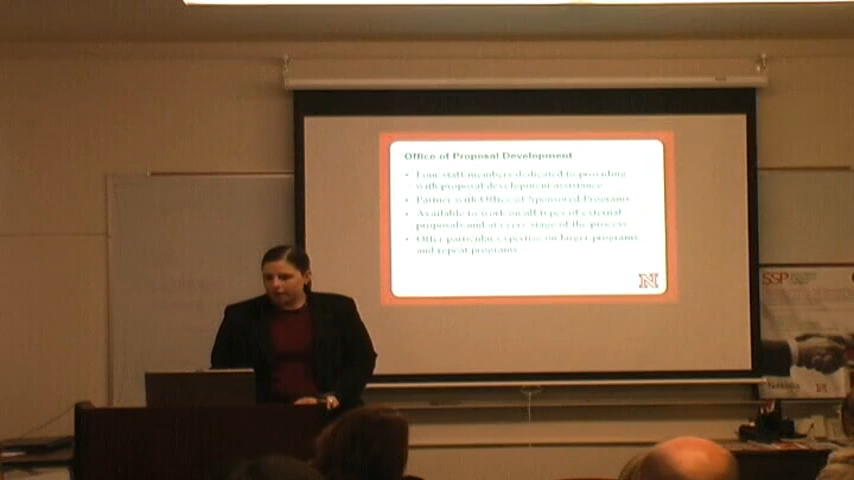 Office of Proposal Development
• Four staff members dedicated to providing
with proposal development assistance
• Partner with Office of Sponsored Programs
• Available to work on all types of external
proposals and at every stage of the process
• Offer particular expertise on larger programs
and repeat programs
N
SSP
N